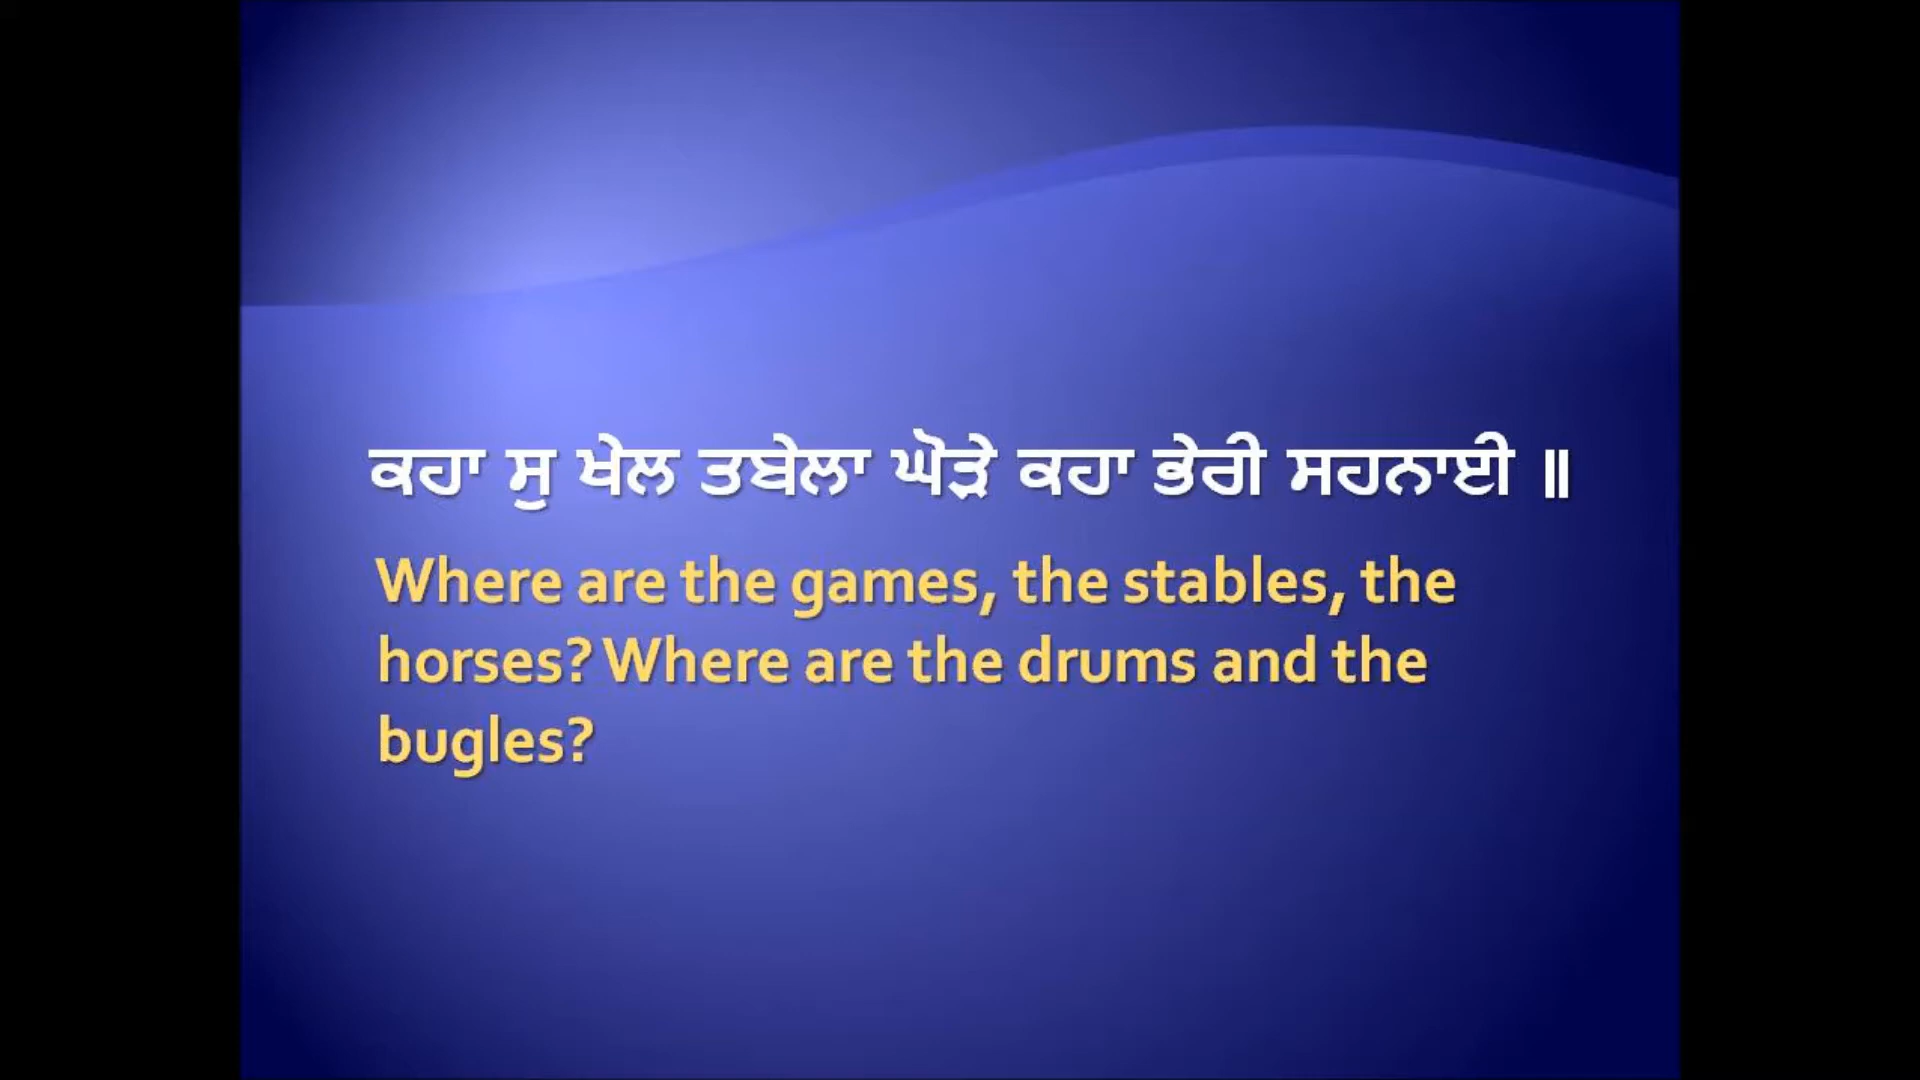 ਕਹਾ ਸੁ ਖੇਲ ਤਬੇਲਾ ਘੋੜੇ ਕਹਾ ਭੇਰੀ ਸਹਨਾਈ ॥
Where are the games, the stables, the
horses? Where are the drums and the
bugles?